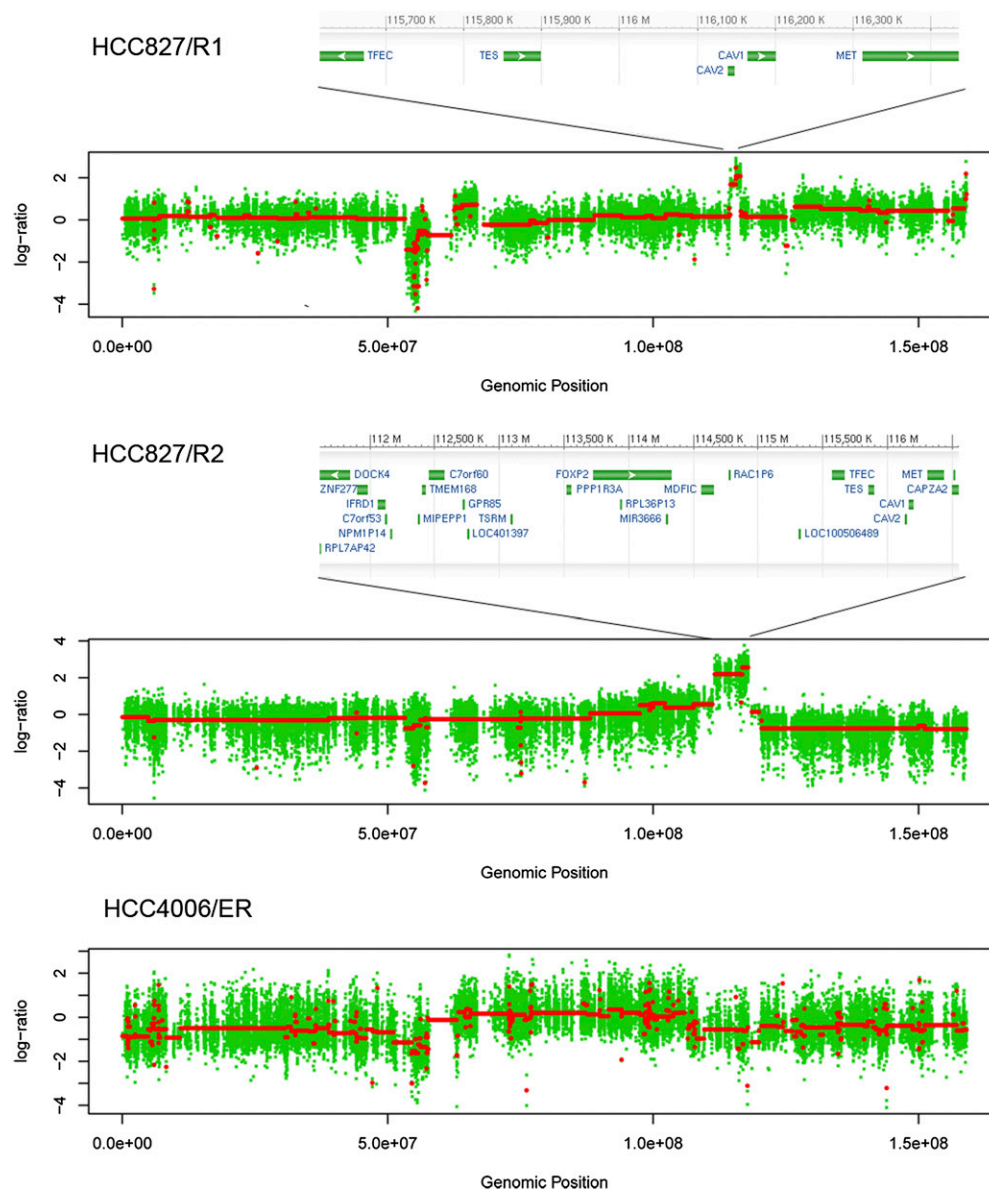 HCC827/R1
115,700 K 115,800 K 115,900 K 116 M 116,100 K 116,200 K 116,300 K
TFEC TES CAV1 MET
CAV2
log−ratio
2
0
−2
−4
0.0e+00 5.0e+07 1.0e+08 1.5e+08
Genomic Position
HCC827/R2
112 M 112,500 K 113 M 113,500 K 114 M 114,500 K 115 M 115,500 K 116 M
DOCK4 C7orf60 FOXP2 RAC1P6 TFEC MET
ZNF277 TMEM168 PPP1R3A MDFIC TES CAPZA2
IFRD1 GPR85 RPL36P13 CAV1
C7orf53 MIPEPP1 TSRM MIR3666 CAV2
NPM1P14 LOC401397 LOC100506489
RPL7AP42
log−ratio
4
2
0
−2
−4
0.0e+00 5.0e+07 1.0e+08 1.5e+08
Genomic Position
HCC4006/ER
log−ratio
2
0
−2
−4
0.0e+00 5.0e+07 1.0e+08 1.5e+08
Genomic Position